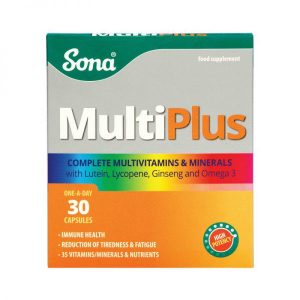 Sona®
food supplement
MultiPlus
COMPLETE MULTIVITAMINS & MINERALS
with Lutein, Lycopene, Ginseng and Omega 3
ONE-A-DAY
30
CAPSULES
• IMMUNE HEALTH
• REDUCTION OF TIREDNESS & FATIGUE
• 35 VITAMINS/MINERALS & NUTRIENTS
HIGH
POTENCY